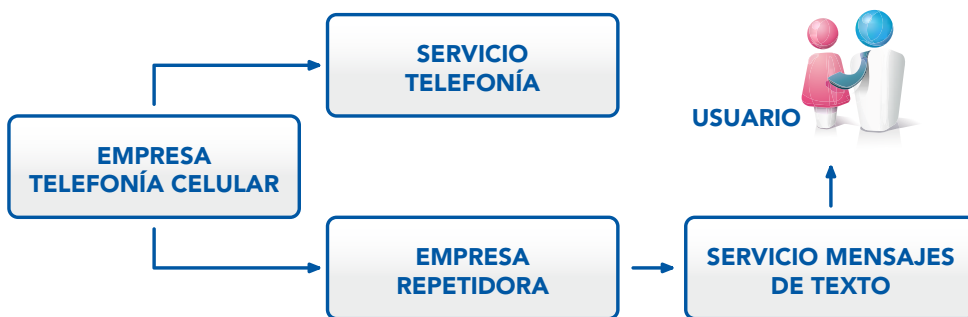 SERVICIO
TELEFONÍA
USUARIO
EMPRESA
TELEFONÍA CELULAR
EMPRESA
REPETIDORA
SERVICIO MENSAJES
DE TEXTO